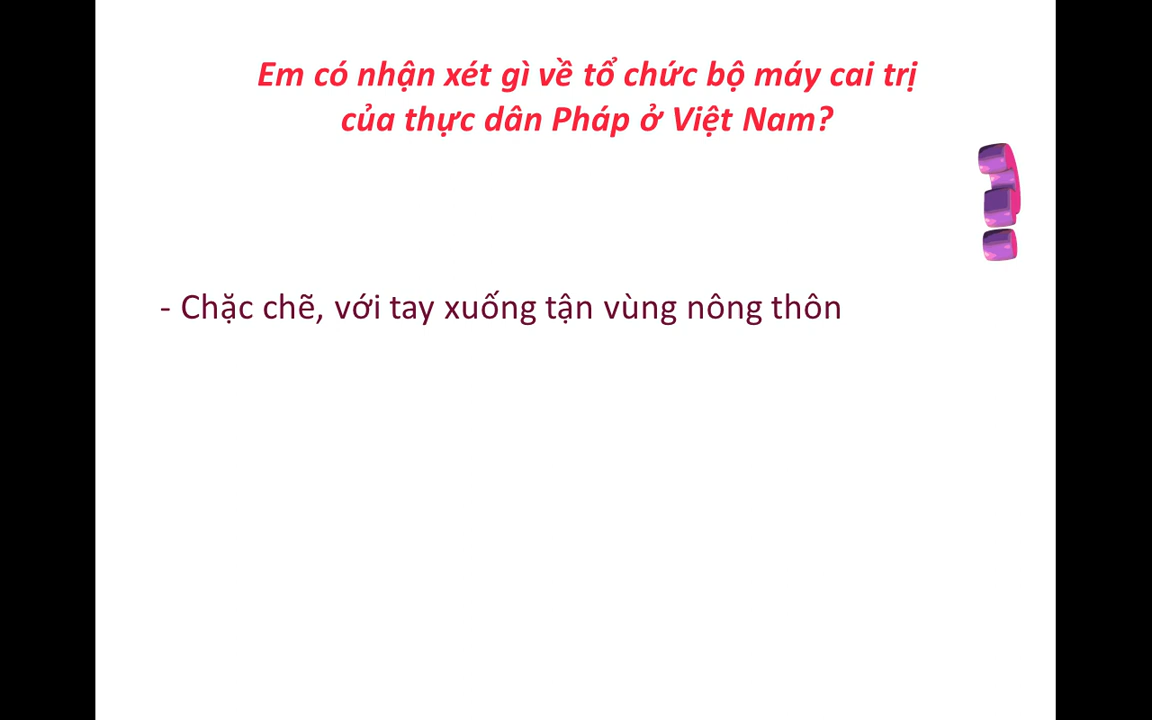 Em có nhận xét gì về tổ chức bộ máy cai trị
của thực dân Pháp ở Việt Nam?
- Chặc chẽ, với tay xuống tận vùng nông thôn